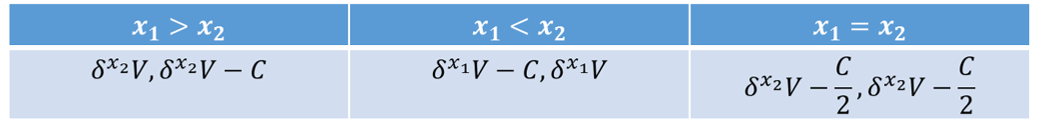 x₁ > x₂ x₁ < x₂ x₁ = x₂
δ^{x₂}V, δ^{x₂}V − C δ^{x₁}V − C, δ^{x₁}V δ^{x₂}V − C/2, δ^{x₂}V − C/2